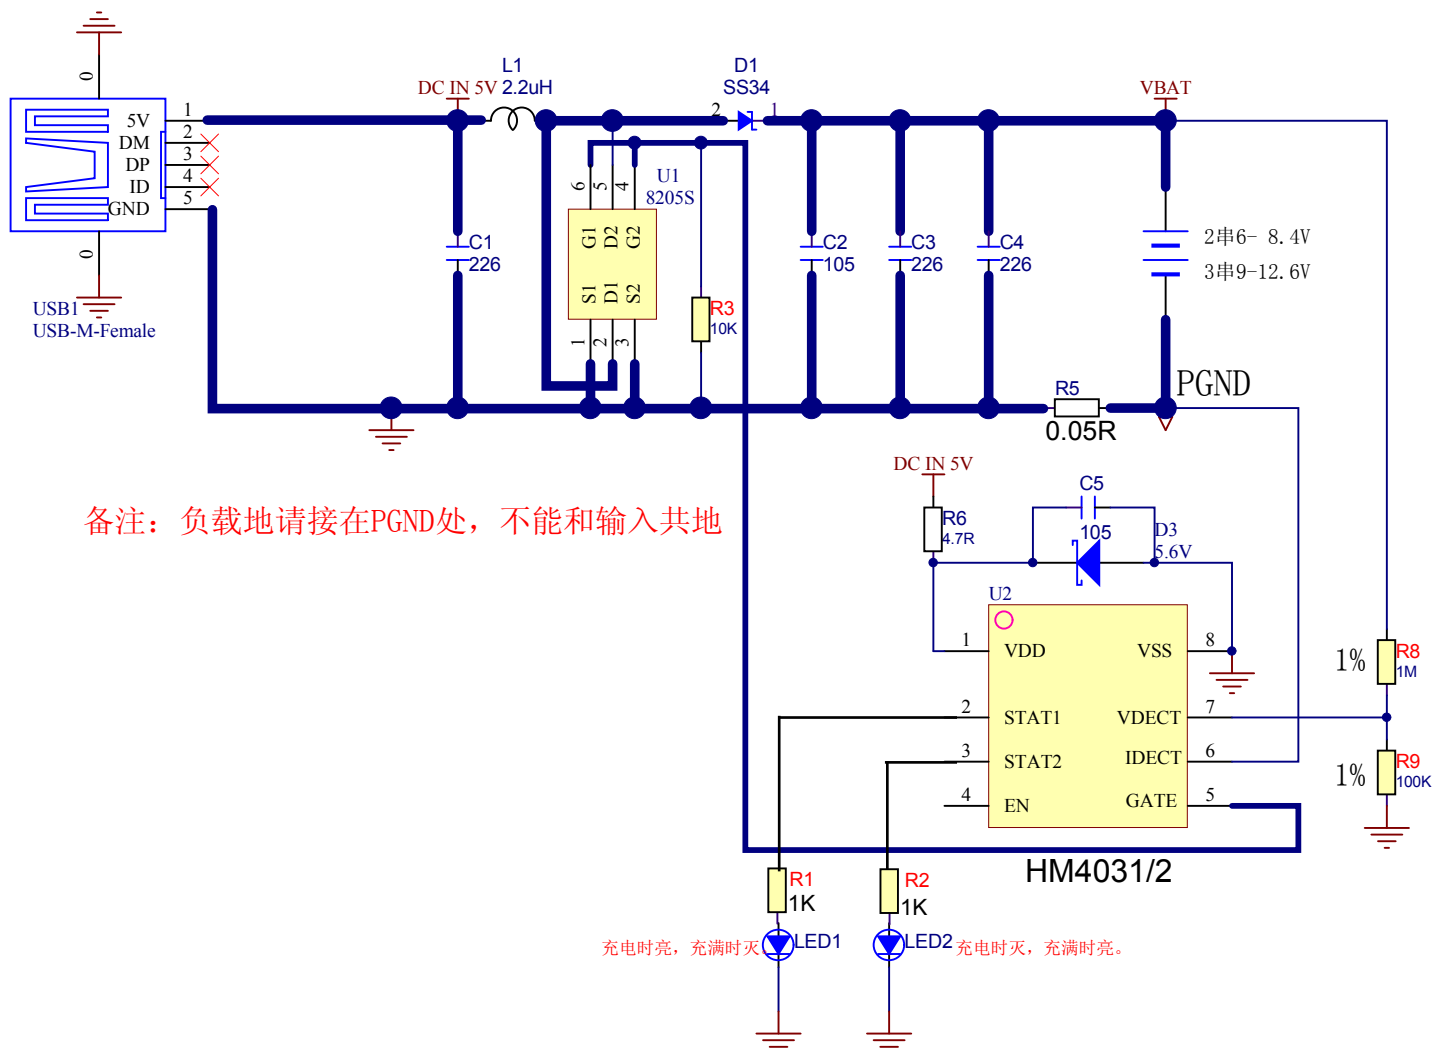 0
5V 1
DM 2
DP 3
ID 4
GND 5
0
USB1
USB-M-Female
DC IN 5V
L1
2.2uH
D1
SS34
2
1
VBAT
C1
226
U1
8205S
6
5
4
G1
D2
G2
S1
D1
S2
1
2
3
R3
10K
C2
105
C3
226
C4
226
2串6- 8.4V
3串9-12.6V
R5
0.05R
PGND
备注：负载地请接在PGND处，不能和输入共地
DC IN 5V
R6
4.7R
C5
105
D3
5.6V
U2
1 VDD
VSS 8
2 STAT1
VDECT 7
3 STAT2
IDECT 6
4 EN
GATE 5
HM4031/2
1%
R8
1M
1%
R9
100K
R1
1K
R2
1K
充电时亮，充满时灭。
LED1
LED2
充电时灭，充满时亮。